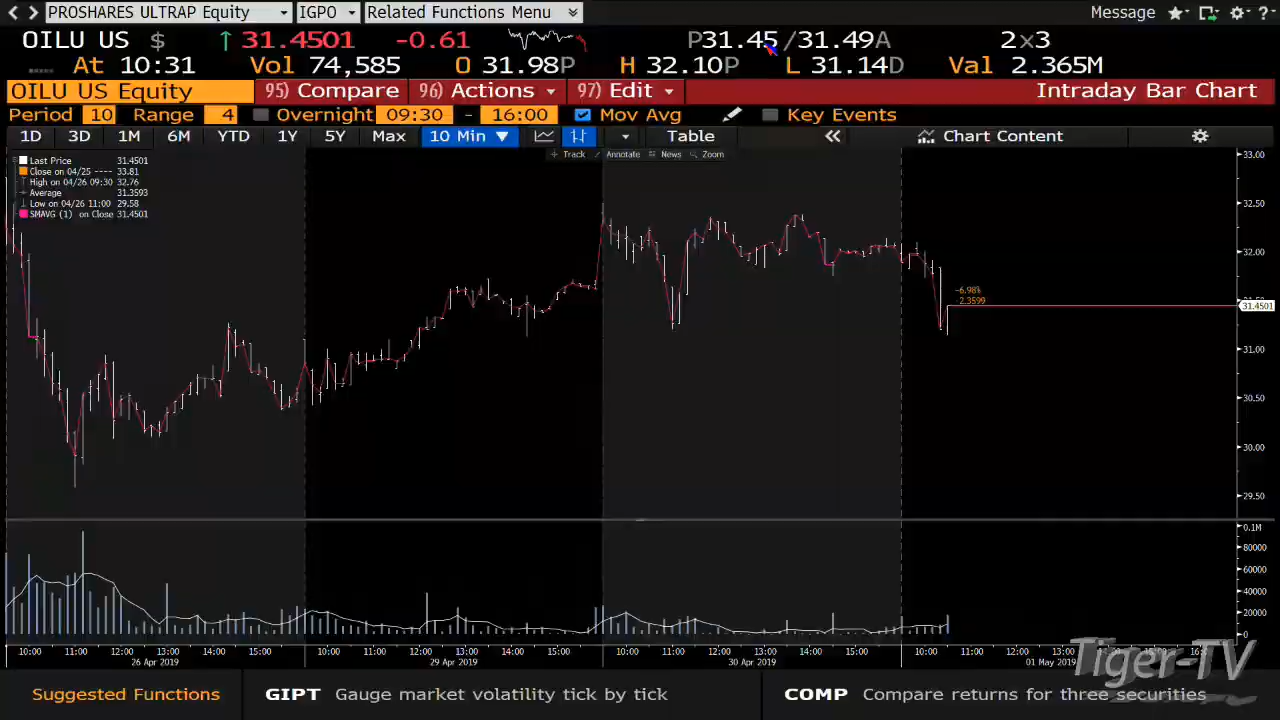 PROSHARES ULTRAP Equity IGPO Related Functions Menu Message ?
OILU US $ ↑ 31.4501 -0.61 P31.45 /31.49A 2x3
At 10:31 Vol 74,585 O 31.98P H 32.10P L 31.14D Val 2.365M
OILU US Equity 95) Compare 96) Actions 97) Edit Intraday Bar Chart
Period 10 Range 4 Overnight 09:30 - 16:00 Mov Avg Key Events
1D 3D 1M 6M YTD 1Y 5Y Max 10 Min ▼ Table « Chart Content
Track Annotate News Zoom
Last Price 31.4501
Close on 04/25 ---- 33.81
High on 04/26 09:30 32.76
Average 31.3593
Low on 04/26 11:00 29.58
SMAVG (1) on Close 31.4501
33.00
32.50
32.00
-6.98%
-2.3599
31.4501
31.00
30.50
30.00
29.50
0.1M
80000
60000
40000
20000
0
10:00 11:00 12:00 13:00 14:00 15:00 10:00 11:00 12:00 13:00 14:00 15:00 10:00 11:00 12:00 13:00 14:00 15:00 10:00 11:00 12:00 13:00 14:00 15:00
26 Apr 2019 29 Apr 2019 30 Apr 2019 01 May 2019
Tiger-TV
Suggested Functions GIPT Gauge market volatility tick by tick COMP Compare returns for three securities